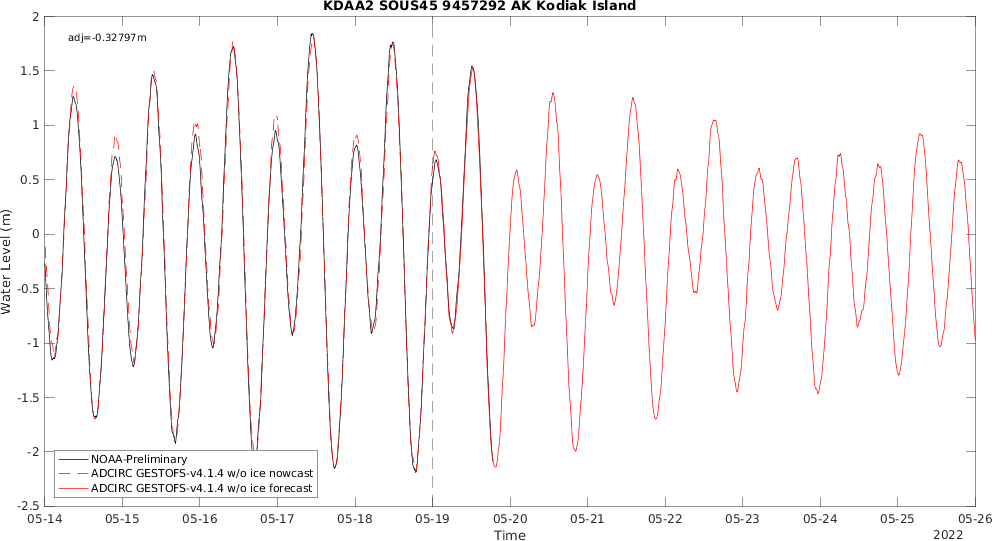 KDAA2 SOUS45 9457292 AK Kodiak Island
adj=-0.32797m
2
1.5
1
0.5
0
-0.5
-1
-1.5
-2
-2.5
Water Level (m)
NOAA-Preliminary
ADCIRC GESTOFS-v4.1.4 w/o ice nowcast
ADCIRC GESTOFS-v4.1.4 w/o ice forecast
05-14 05-15 05-16 05-17 05-18 05-19 05-20 05-21 05-22 05-23 05-24 05-25 05-26
Time
2022